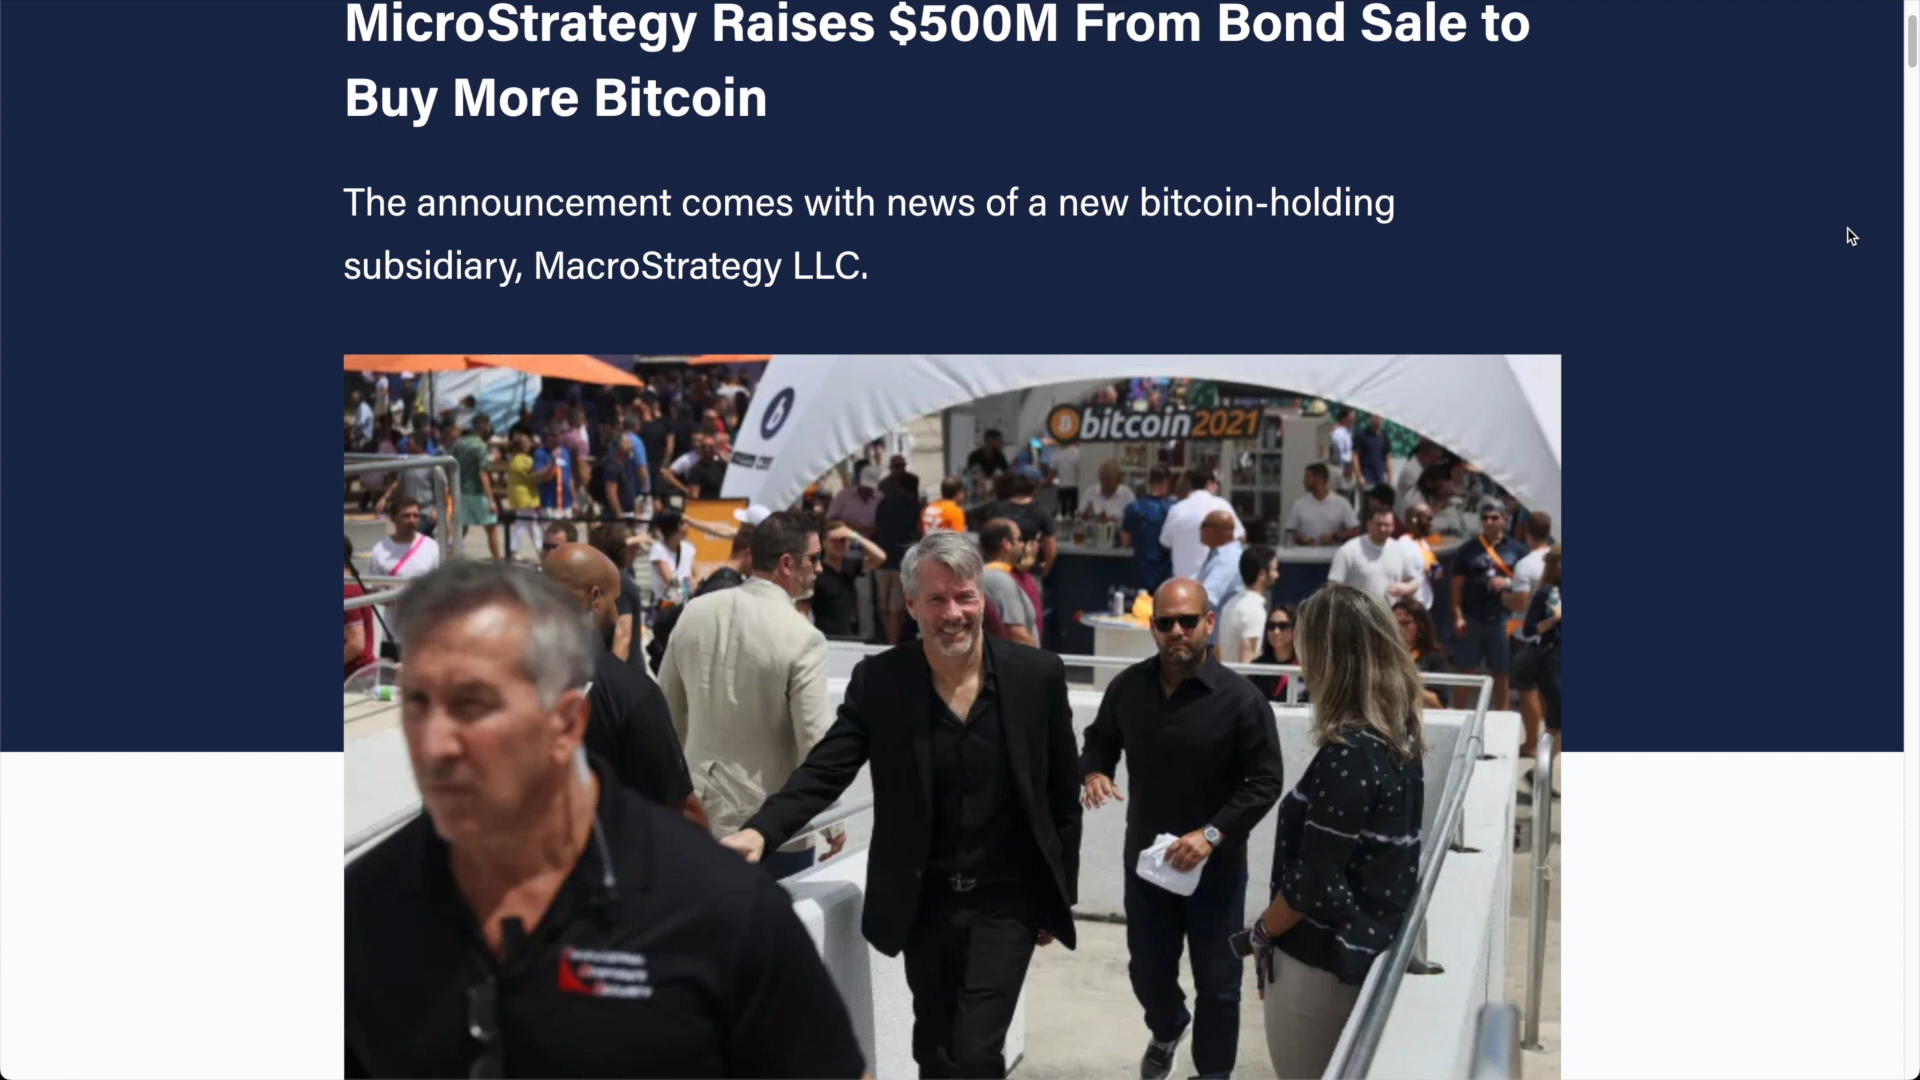 MicroStrategy Raises $500M From Bond Sale to
Buy More Bitcoin
The announcement comes with news of a new bitcoin-holding
subsidiary, MacroStrategy LLC.
bitcoin2021